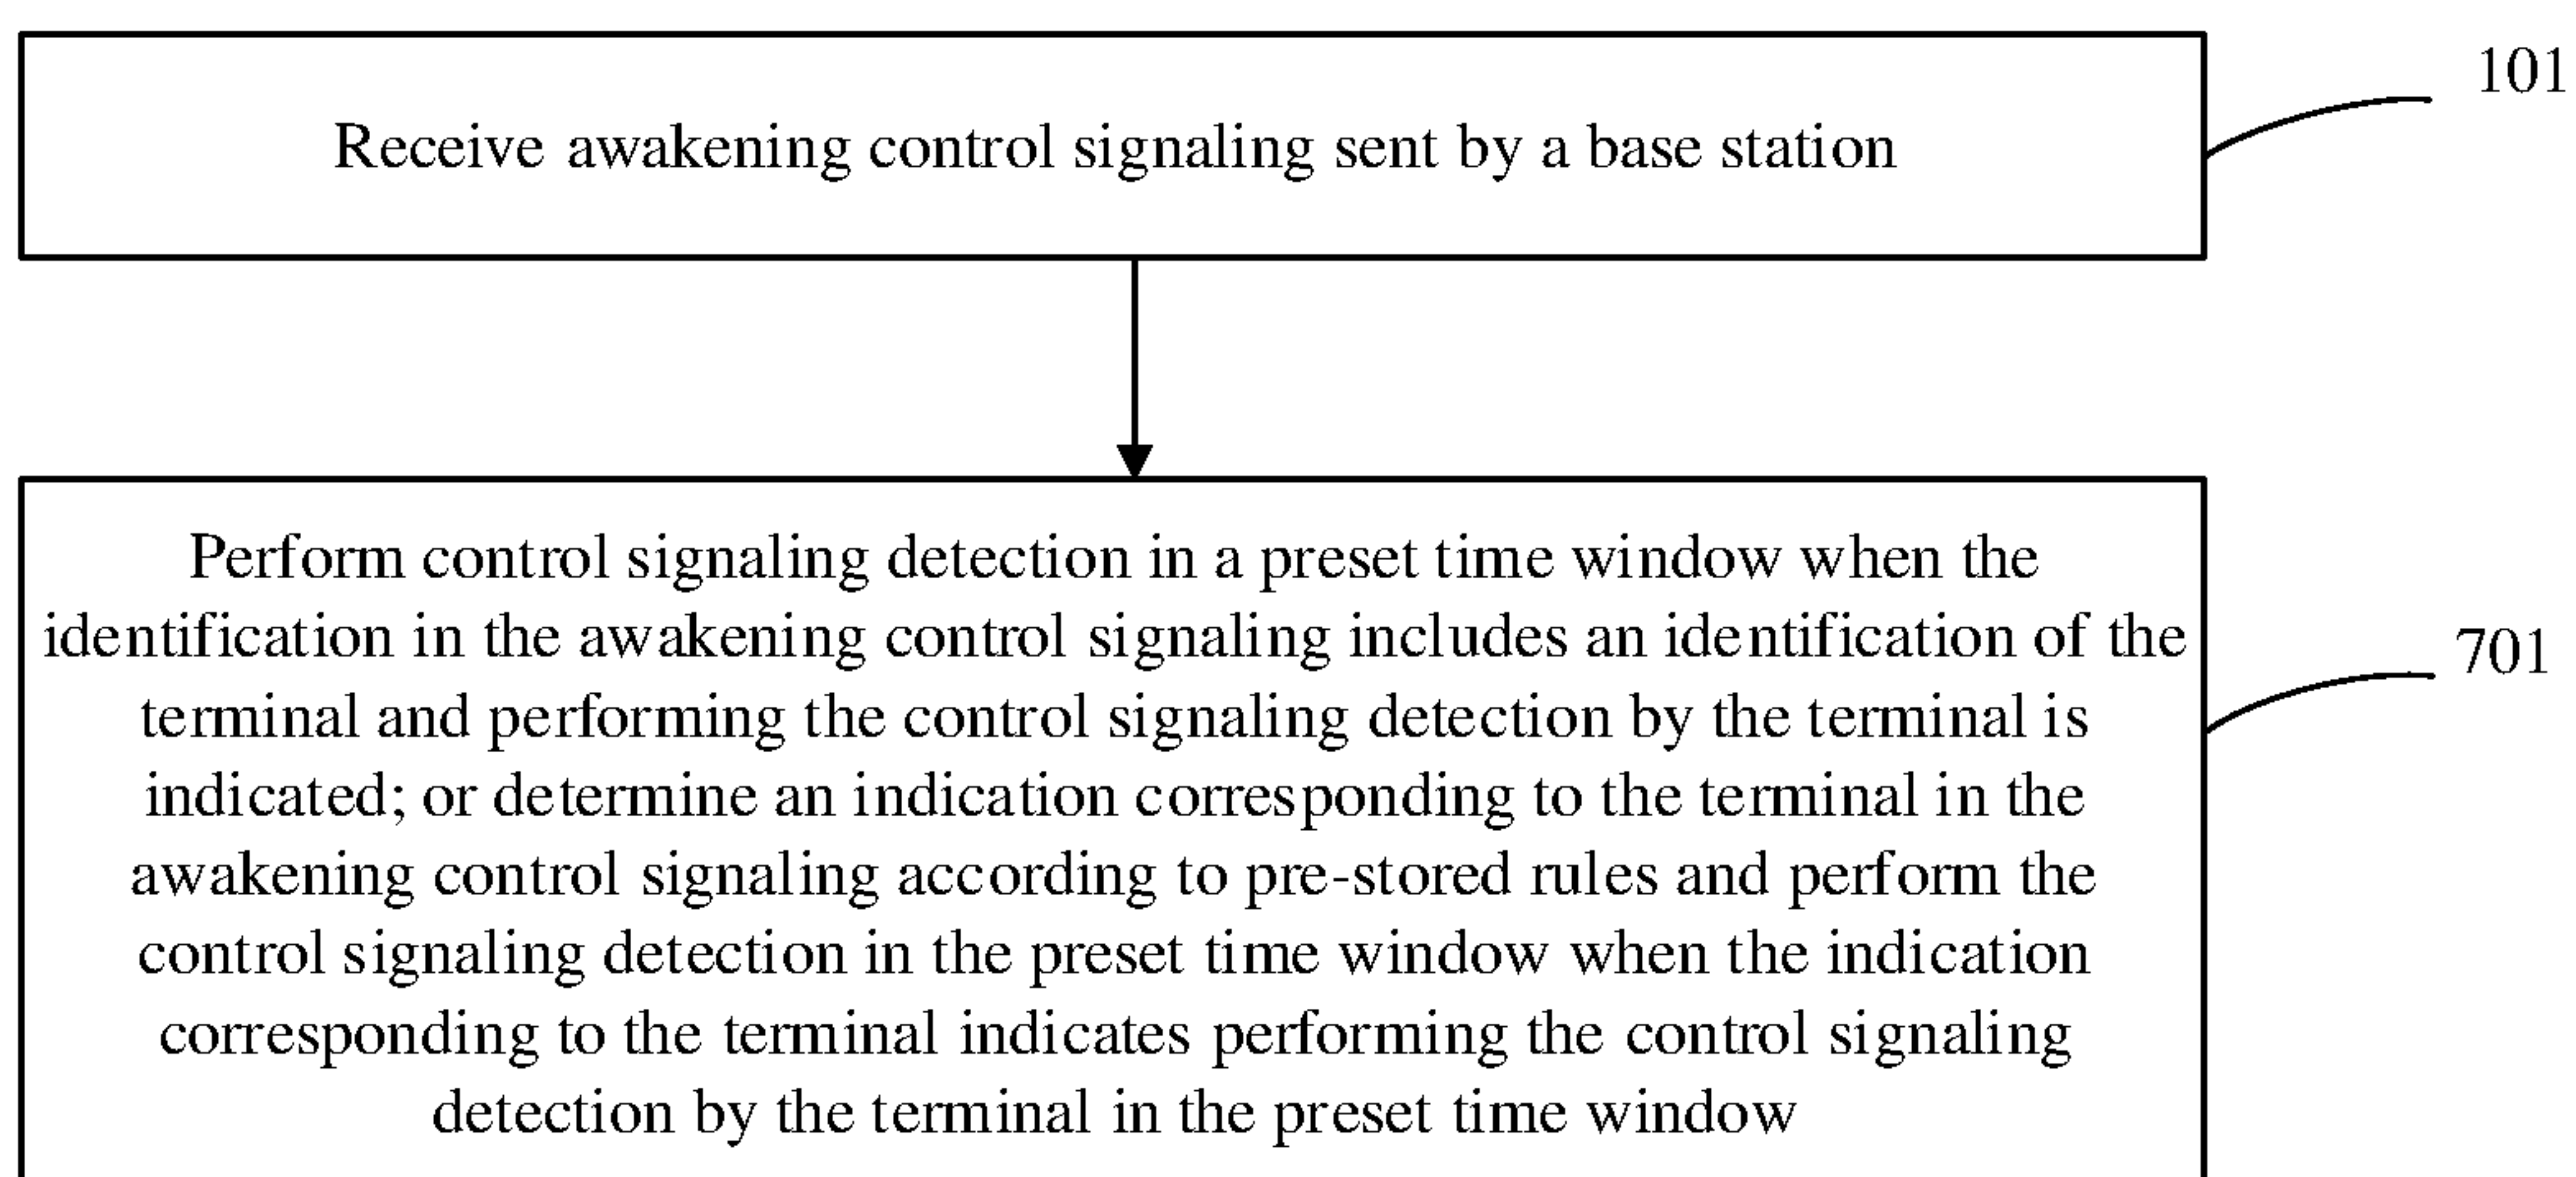 101
Receive awakening control signaling sent by a base station
Perform control signaling detection in a preset time window when the
identification in the awakening control signaling includes an identification of the
terminal and performing the control signaling detection by the terminal is
indicated; or determine an indication corresponding to the terminal in the
awakening control signaling according to pre-stored rules and perform the
control signaling detection in the preset time window when the indication
corresponding to the terminal indicates performing the control signaling
detection by the terminal in the preset time window
701